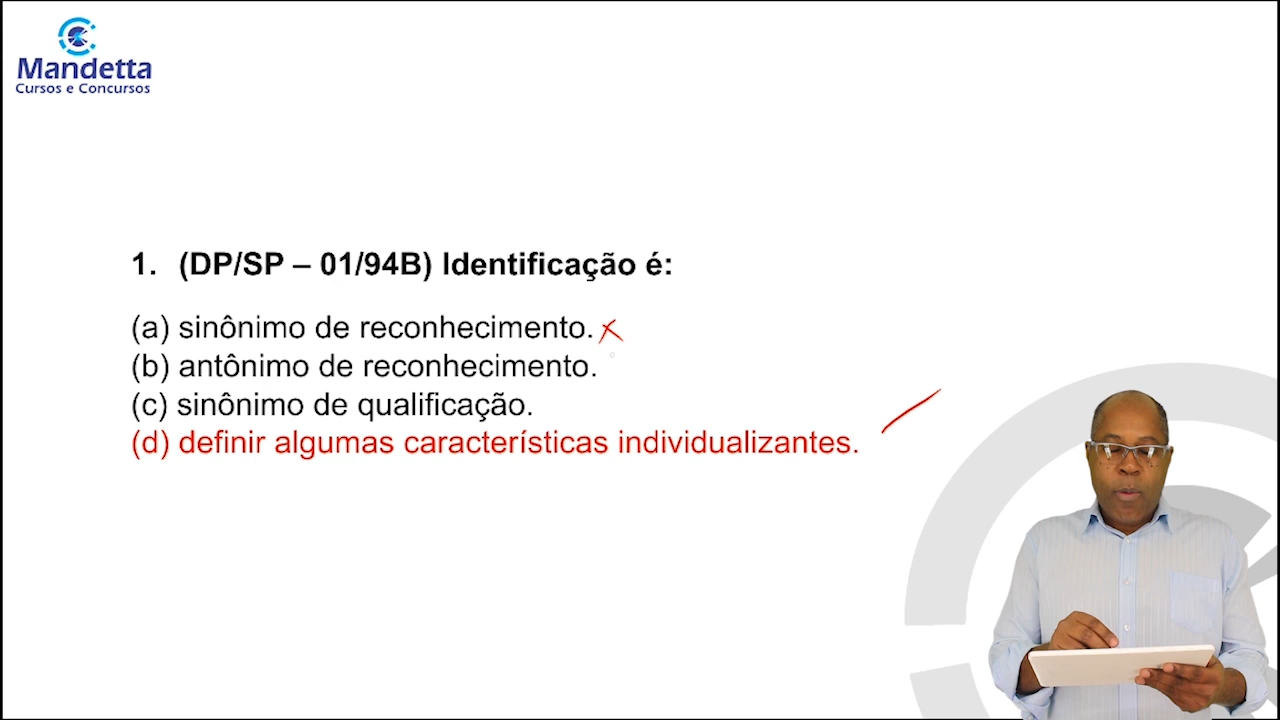 Mandetta
Cursos e Concursos
1. (DP/SP – 01/94B) Identificação é:
(a) sinônimo de reconhecimento.
(b) antônimo de reconhecimento.
(c) sinônimo de qualificação.
(d) definir algumas características individualizantes.